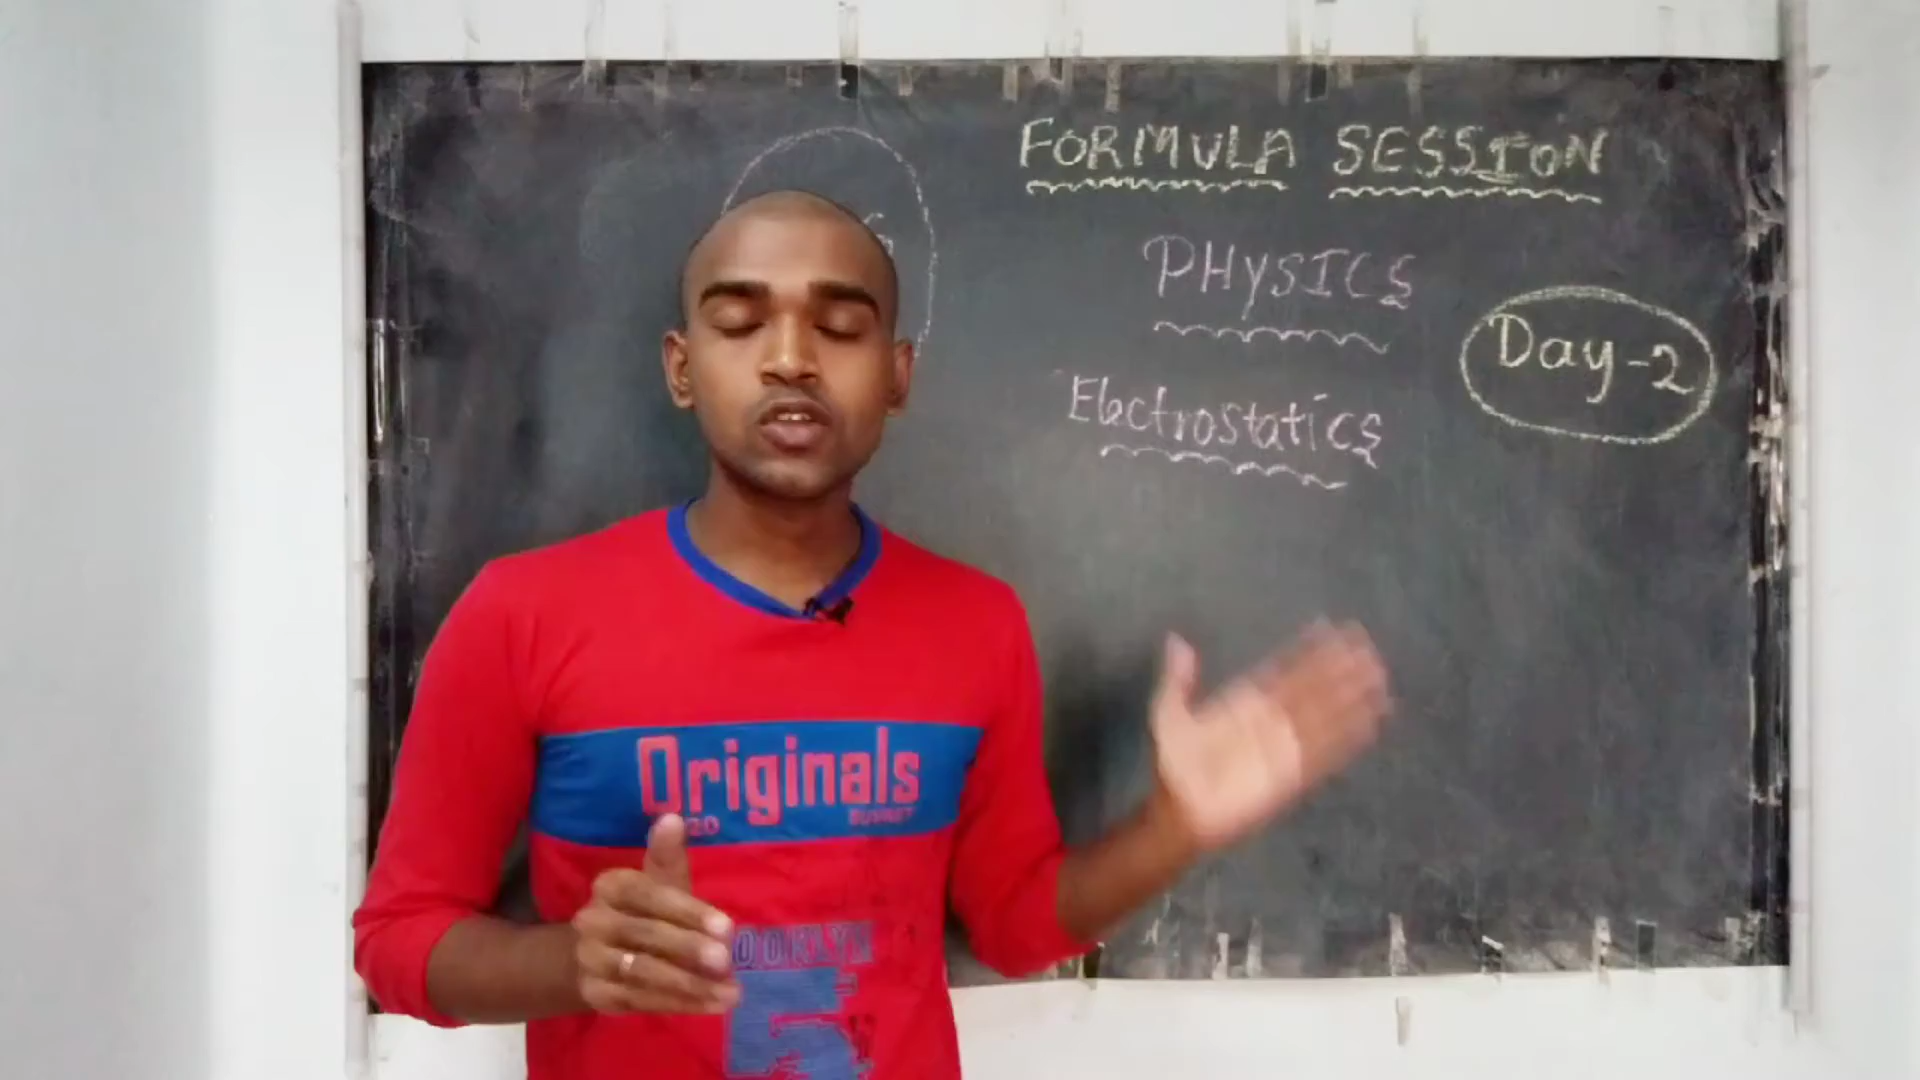 FORMULA SESSION
PHYSICS
Day-2
Electrostatics
Originals